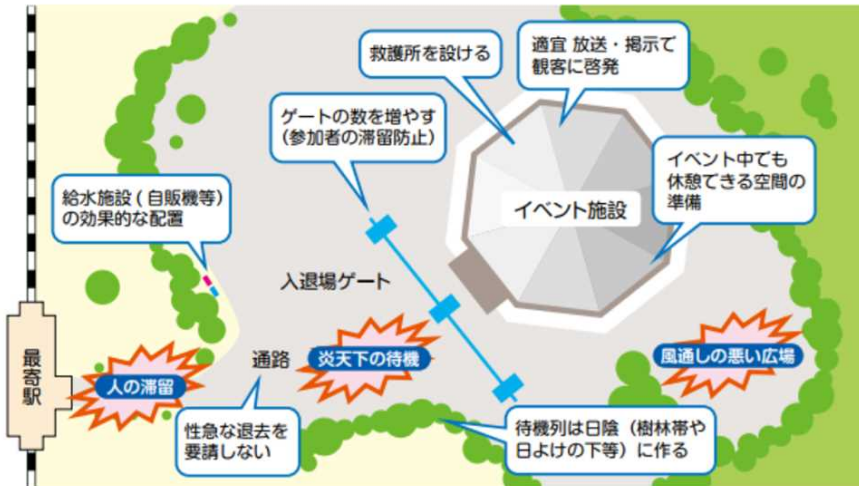 救護所を設ける
適宜 放送・掲示で
観客に啓発
ゲートの数を増やす
(参加者の滞留防止)
イベント中でも
休憩できる空間の
準備
給水施設(自販機等)
の効果的な配置
イベント施設
入退場ゲート
最寄駅
人の滞留
通路
炎天下の待機
風通しの悪い広場
性急な退去を
要請しない
待機列は日陰(樹林帯や
日よけの下等)に作る